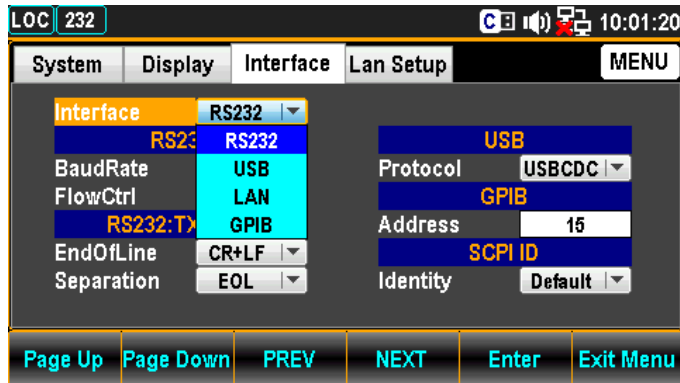 LOC 232 C 10:01:20
System Display Interface Lan Setup MENU
Interface RS232
RS232 USB
USB
LAN
GPIB
BaudRate Protocol USBCDC
FlowCtrl GPIB
RS232:TX Address 15
EndOfLine CR+LF SCPI ID
Separation EOL Identity Default
Page Up Page Down PREV NEXT Enter Exit Menu